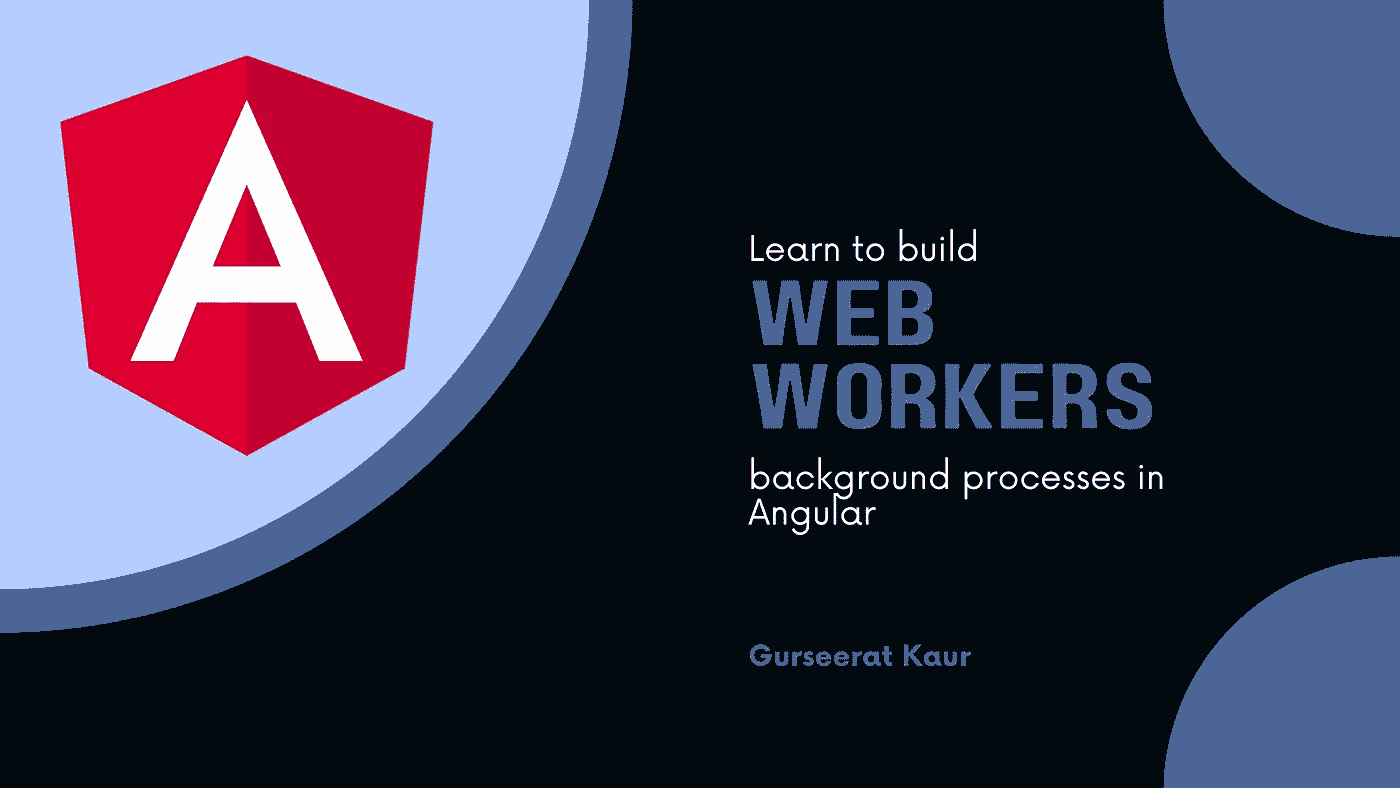 A
Learn to build
WEB
WORKERS
background processes in
Angular
Gurseerat Kaur